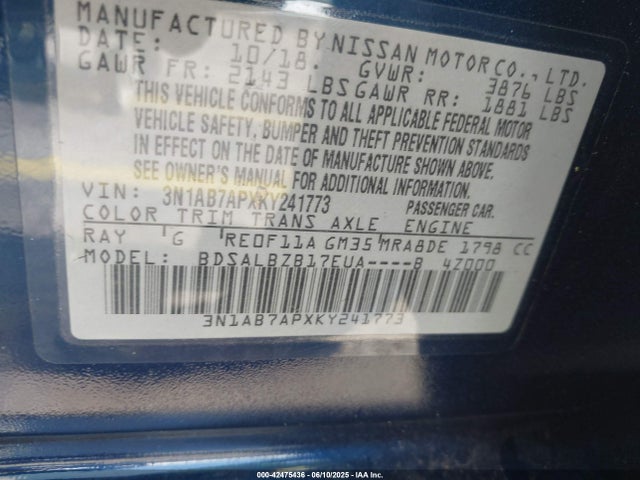 MANUFACTURED BY NISSAN MOTOR CO., LTD.
DATE: 10/18. GVWR: 3876 LBS
GAWR FR: 2143 LBS GAWR RR: 1881 LBS
THIS VEHICLE CONFORMS TO ALL APPLICABLE FEDERAL MOTOR
VEHICLE SAFETY, BUMPER AND THEFT PREVENTION STANDARDS
IN EFFECT ON THE DATE OF MANUFACTURE SHOWN ABOVE.
SEE OWNER'S MANUAL FOR ADDITIONAL INFORMATION.
VIN: 3N1AB7APXKY241773 PASSENGER CAR.
COLOR TRIM TRANS AXLE ENGINE
RAY G RE0F11A GM35 MRA8DE 1798 CC
MODEL: BDSALBZB17EUA----B 4Z000
3N1AB7APXKY241773
000-42475436 - 06/10/2025 - IAA Inc.